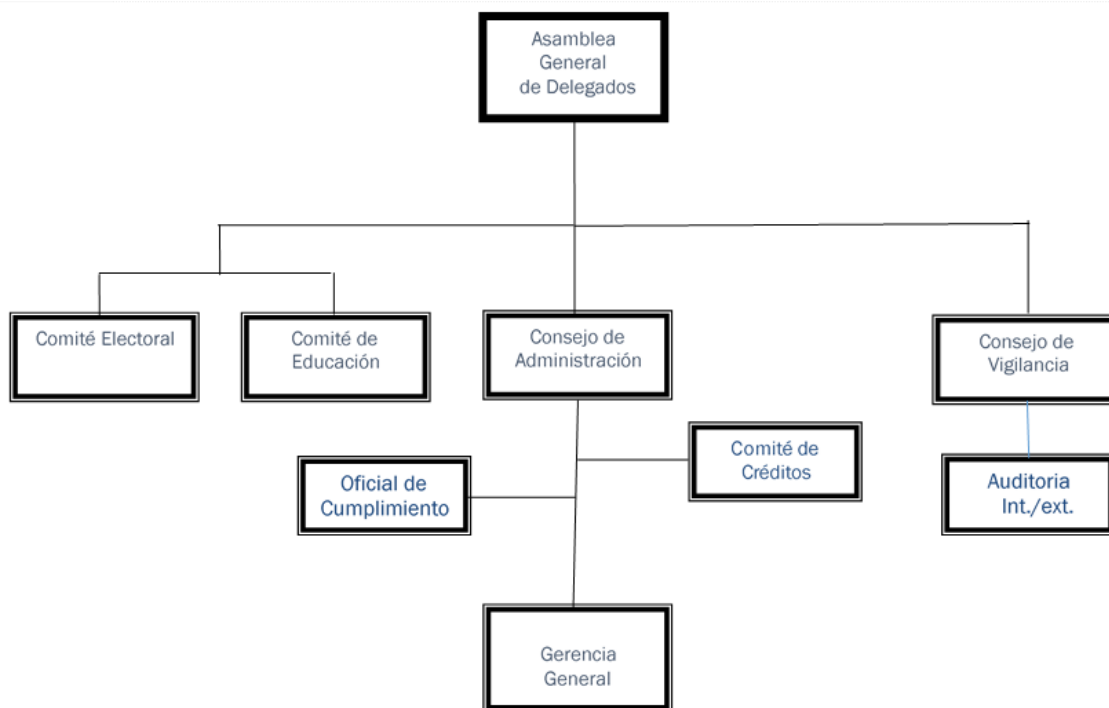 Asamblea
General
de Delegados
Comité Electoral
Comité de
Educación
Consejo de
Administración
Consejo de
Vigilancia
Oficial de
Cumplimiento
Comité de
Créditos
Auditoria
Int./ext.
Gerencia
General